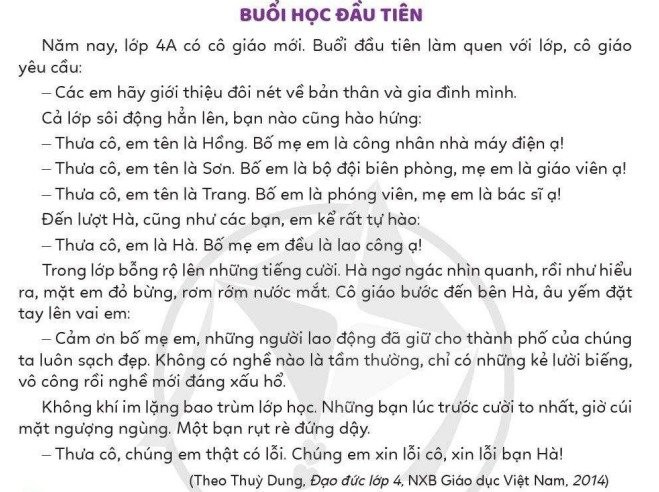 BUỔI HỌC ĐẦU TIÊN
Năm nay, lớp 4A có cô giáo mới. Buổi đầu tiên làm quen với lớp, cô giáo
yêu cầu:
– Các em hãy giới thiệu đôi nét về bản thân và gia đình mình.
Cả lớp sôi động hẳn lên, bạn nào cũng hào hứng:
– Thưa cô, em tên là Hồng. Bố mẹ em là công nhân nhà máy điện ạ!
– Thưa cô, em tên là Sơn. Bố em là bộ đội biên phòng, mẹ em là giáo viên ạ!
– Thưa cô, em tên là Trang. Bố em là phóng viên, mẹ em là bác sĩ ạ!
Đến lượt Hà, cũng như các bạn, em kể rất tự hào:
– Thưa cô, em là Hà. Bố mẹ em đều là lao công ạ!
Trong lớp bỗng rộ lên những tiếng cười. Hà ngơ ngác nhìn quanh, rồi như hiểu
ra, mặt em đỏ bừng, rơm rớm nước mắt. Cô giáo bước đến bên Hà, âu yếm đặt
tay lên vai em:
– Cảm ơn bố mẹ em, những người lao động đã giữ cho thành phố của chúng
ta luôn sạch đẹp. Không có nghề nào là tầm thường, chỉ có những kẻ lười biếng,
vô công rồi nghề mới đáng xấu hổ.
Không khí im lặng bao trùm lớp học. Những bạn lúc trước cười to nhất, giờ cúi
mặt ngượng ngùng. Một bạn rụt rè đứng dậy.
– Thưa cô, chúng em thật có lỗi. Chúng em xin lỗi cô, xin lỗi bạn Hà!
(Theo Thuỳ Dung, Đạo đức lớp 4, NXB Giáo dục Việt Nam, 2014)